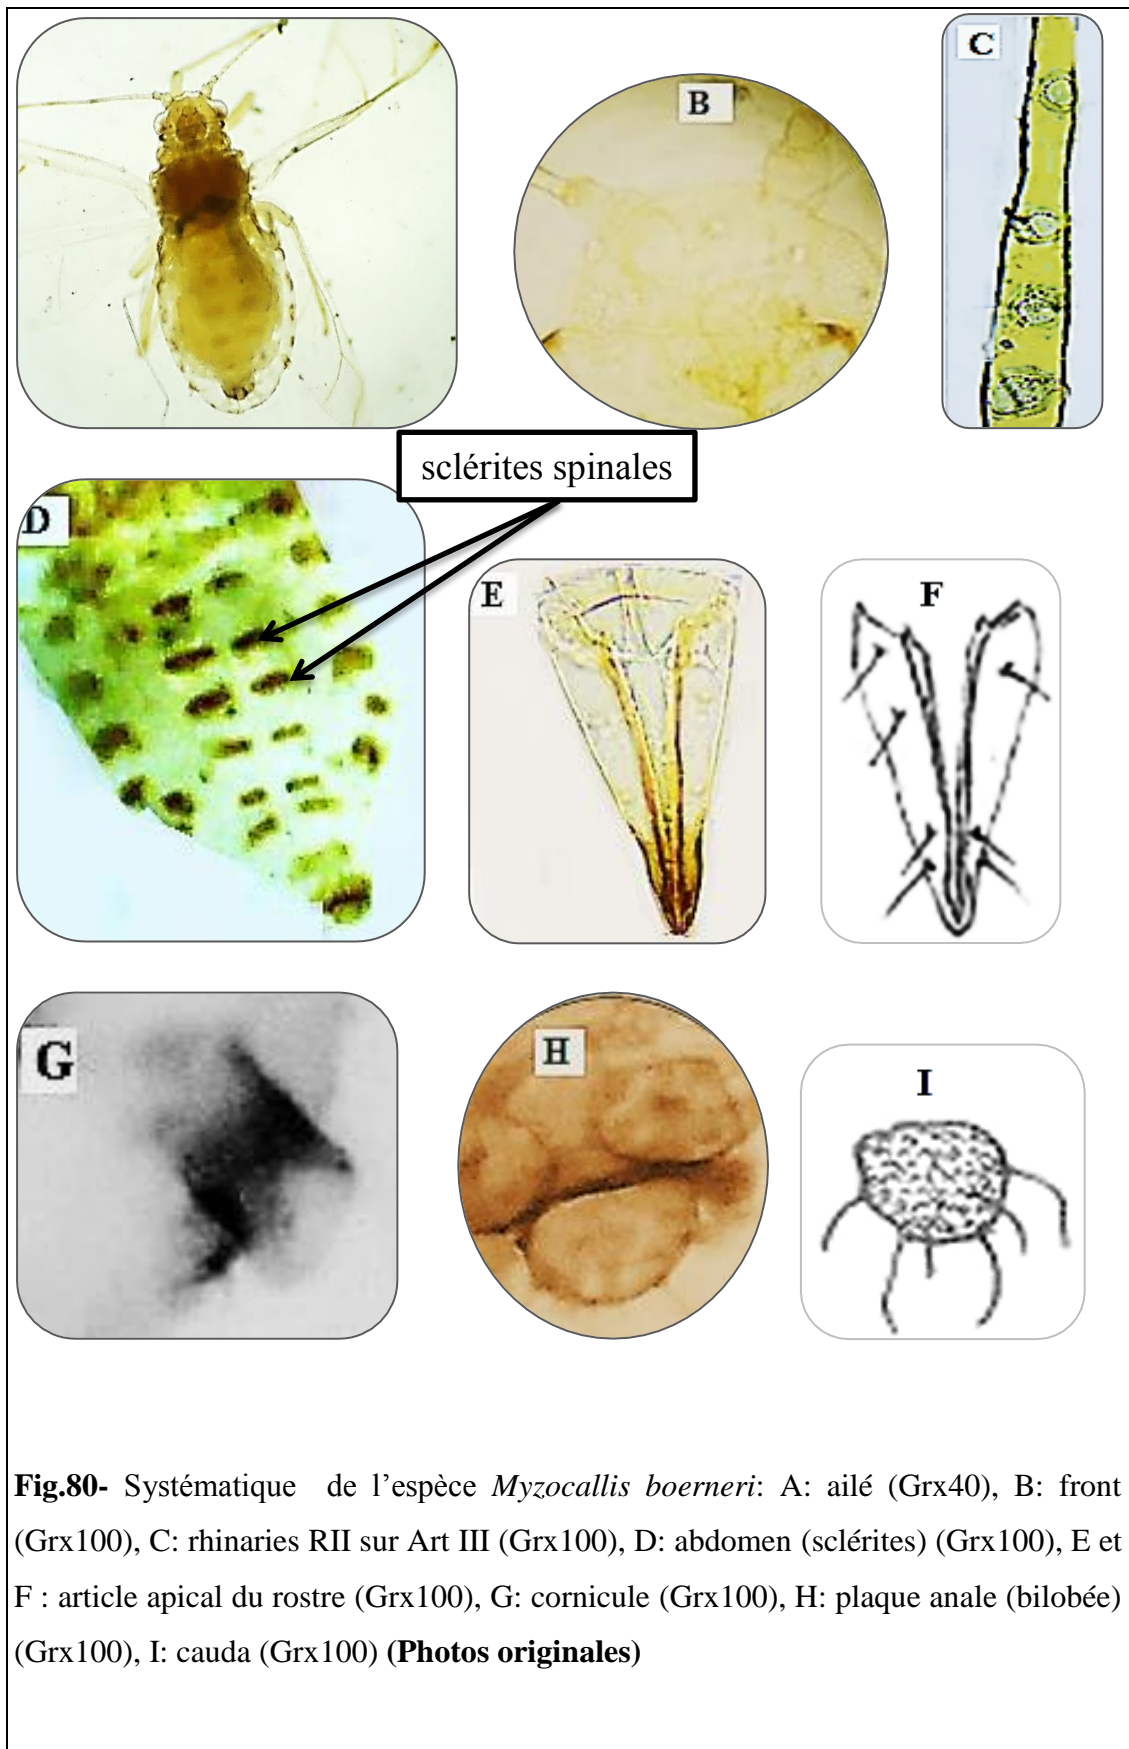 C
B
sclérites spinales
D
E
F
G
H
I
Fig.80- Systématique de l’espèce Myzocallis boerneri: A: ailé (Grx40), B: front
(Grx100), C: rhinaries RII sur Art III (Grx100), D: abdomen (sclérites) (Grx100), E et
F : article apical du rostre (Grx100), G: cornicule (Grx100), H: plaque anale (bilobée)
(Grx100), I: cauda (Grx100) (Photos originales)